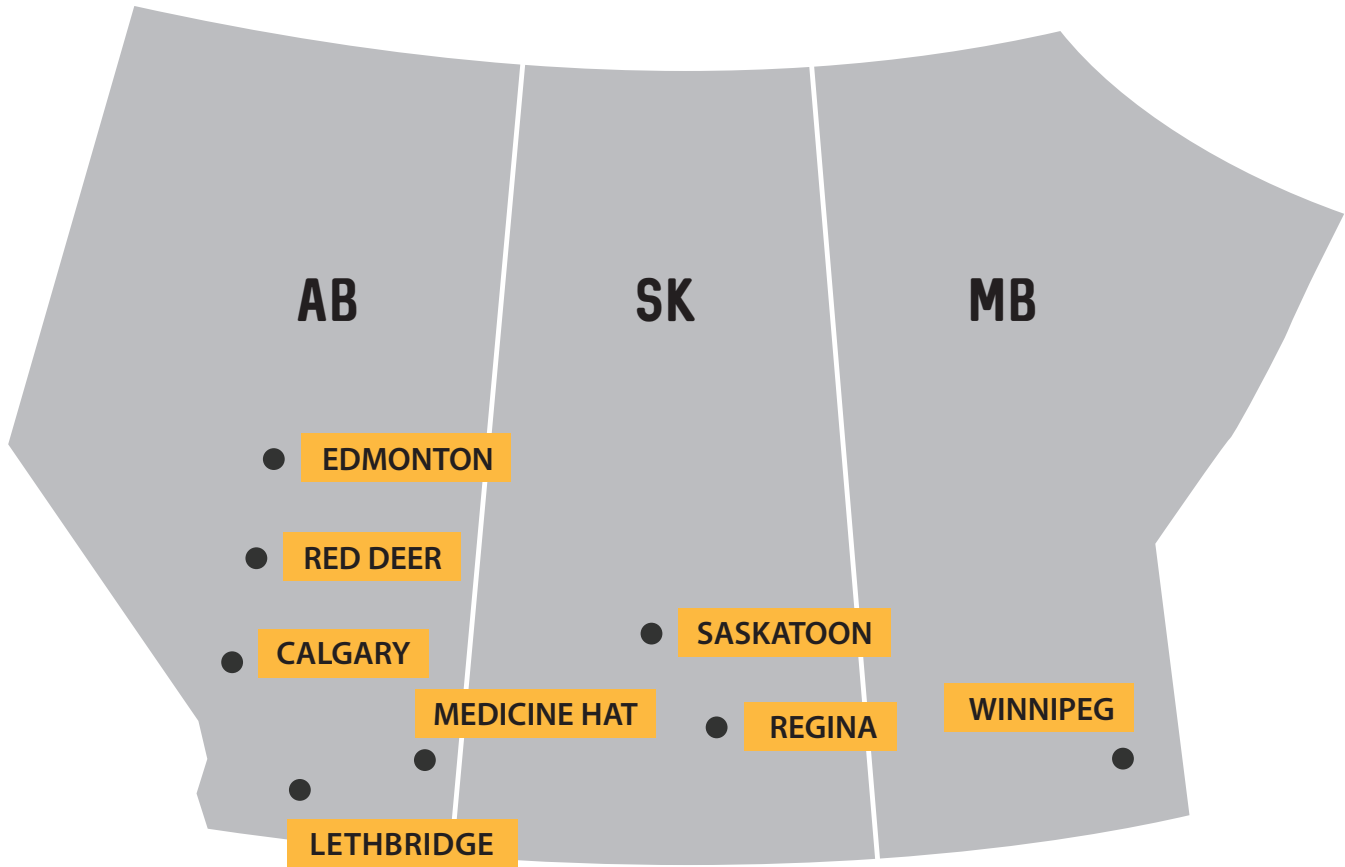 AB
SK
MB
EDMONTON
RED DEER
CALGARY
SASKATOON
MEDICINE HAT
REGINA
WINNIPEG
LETHBRIDGE